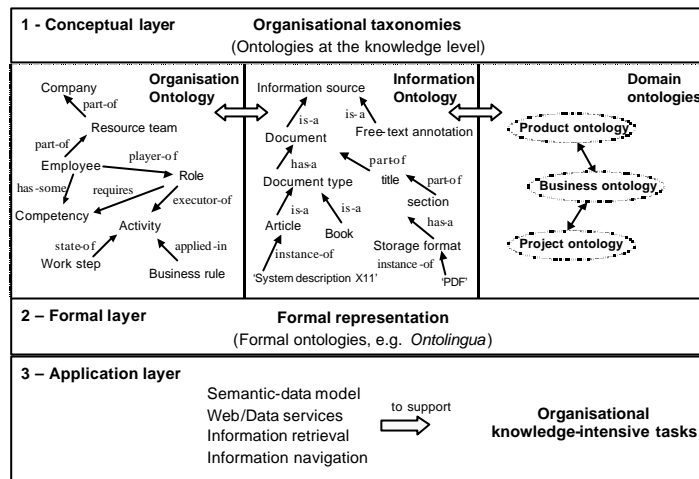 1 - Conceptual layer
Organisational taxonomies
(Ontologies at the knowledge level)
Organisation
Ontology
Company
part-of
Resource team
part-of
Employee
player-of
Role
has-some
requires
executor-of
Competency
Activity
state-of
applied-in
Work step
Business rule
Information
Ontology
Information source
is-a
is-a
Document
Free-text annotation
has-a
part-of
Document type
title
part-of
section
is-a
is-a
Article
Book
has-a
Storage format
instance-of
instance-of
'System description X11'
'PDF'
Domain
ontologies
Product ontology
Business ontology
Project ontology
2 – Formal layer
Formal representation
(Formal ontologies, e.g. Ontolingua)
3 – Application layer
Semantic-data model
Web/Data services
Information retrieval
Information navigation
to support
Organisational
knowledge-intensive tasks